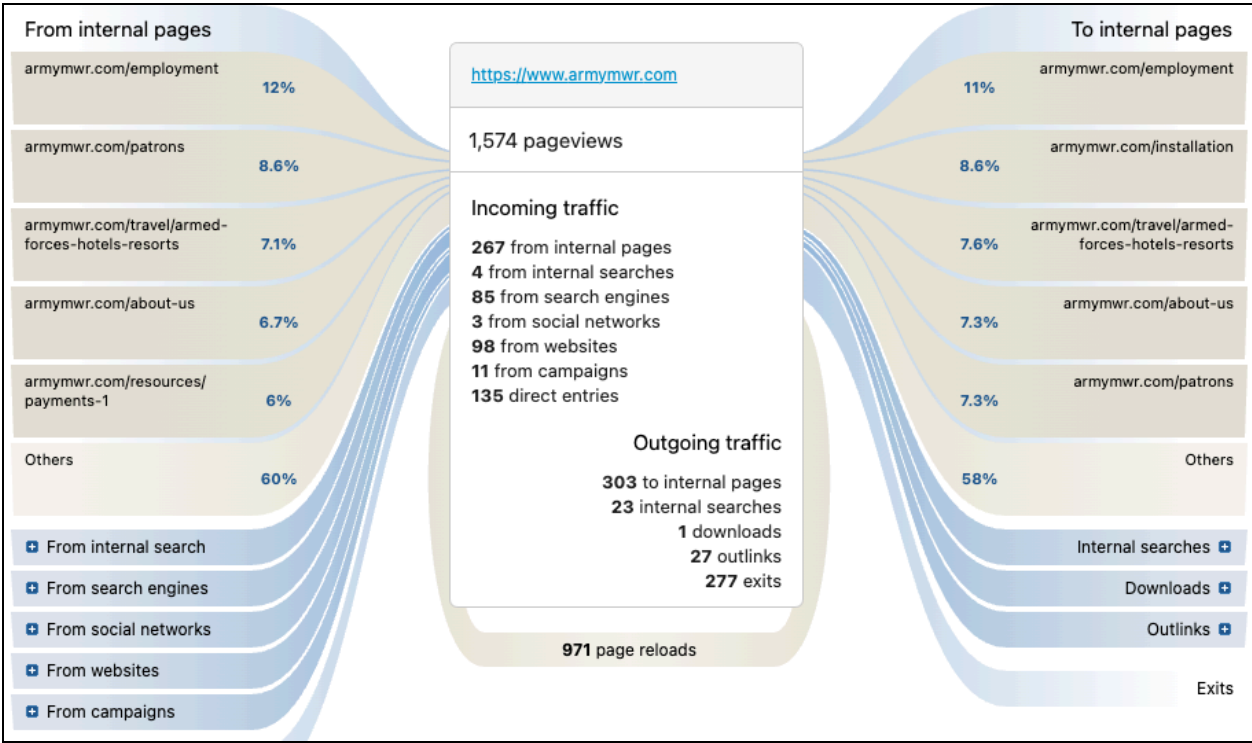 From internal pages
armymwr.com/employment
12%
armymwr.com/patrons
8.6%
armymwr.com/travel/armed-
forces-hotels-resorts
7.1%
armymwr.com/about-us
6.7%
armymwr.com/resources/
payments-1
6%
Others
60%
From internal search
From search engines
From social networks
From websites
From campaigns
https://www.armymwr.com
1,574 pageviews
Incoming traffic
267 from internal pages
4 from internal searches
85 from search engines
3 from social networks
98 from websites
11 from campaigns
135 direct entries
Outgoing traffic
303 to internal pages
23 internal searches
1 downloads
27 outlinks
277 exits
971 page reloads
To internal pages
armymwr.com/employment
11%
armymwr.com/installation
8.6%
armymwr.com/travel/armed-
forces-hotels-resorts
7.6%
armymwr.com/about-us
7.3%
armymwr.com/patrons
7.3%
Others
58%
Internal searches
Downloads
Outlinks
Exits